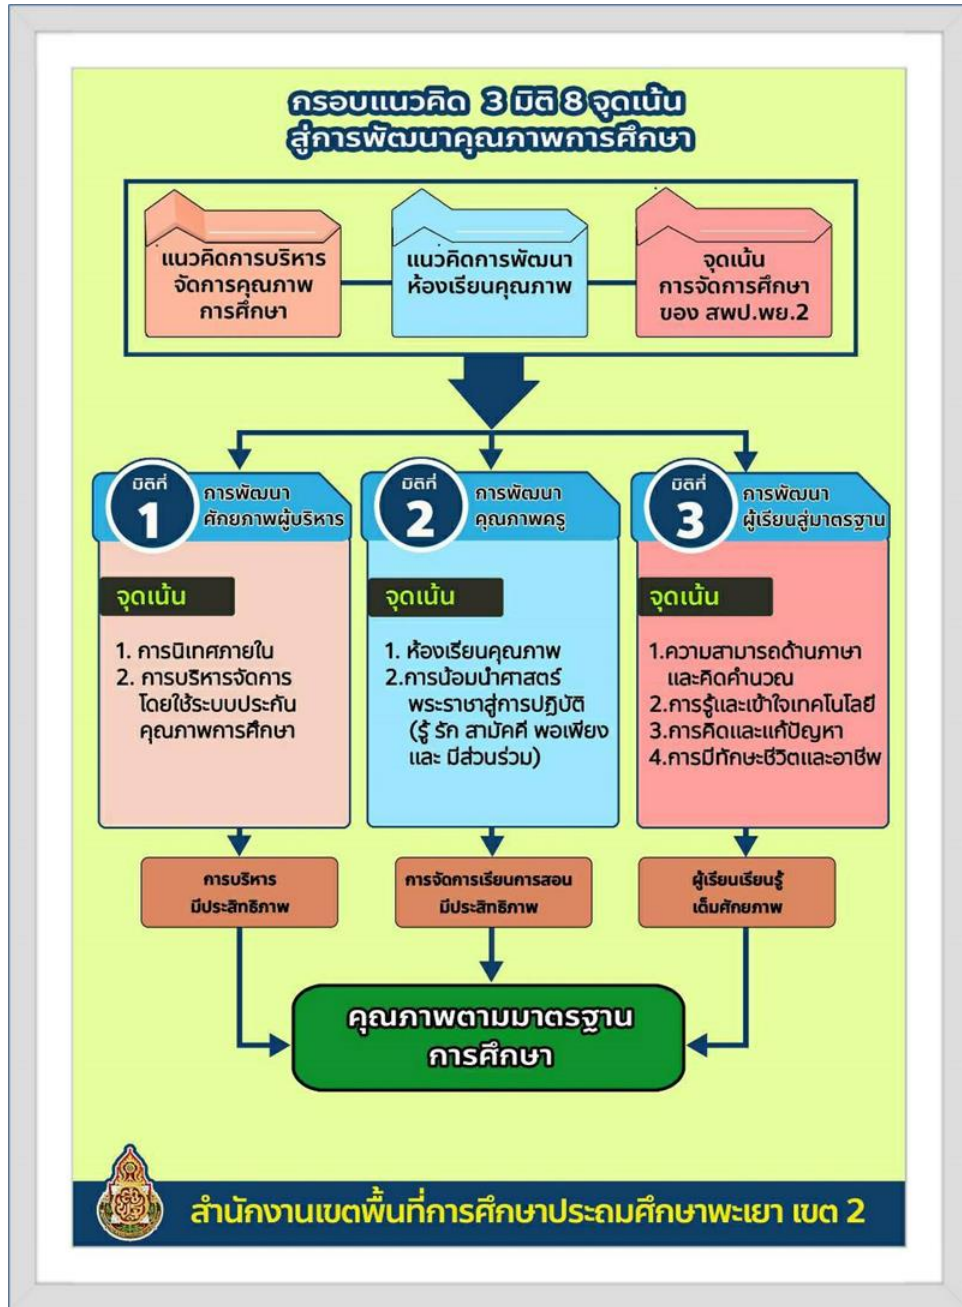 กรอบแนวคิด 3 มิติ 8 จุดเน้น
สู่การพัฒนาคุณภาพการศึกษา
แนวคิดการบริหาร
จัดการคุณภาพ
การศึกษา
แนวคิดการพัฒนา
ห้องเรียนคุณภาพ
จุดเน้น
การจัดการศึกษา
ของ สพป.พย.2
มิติที่
1
การพัฒนา
ศักยภาพผู้บริหาร
จุดเน้น
1. การนิเทศภายใน
2. การบริหารจัดการ
โดยใช้ระบบประกัน
คุณภาพการศึกษา
มิติที่
2
การพัฒนา
คุณภาพครู
จุดเน้น
1. ห้องเรียนคุณภาพ
2.การน้อมนำศาสตร์
พระราชาสู่การปฏิบัติ
(รู้ รัก สามัคคี พอเพียง
และ มีส่วนร่วม)
มิติที่
3
การพัฒนา
ผู้เรียนสู่มาตรฐาน
จุดเน้น
1.ความสามารถด้านภาษา
และคิดคำนวณ
2.การรู้และเข้าใจเทคโนโลยี
3.การคิดและแก้ปัญหา
4.การมีทักษะชีวิตและอาชีพ
การบริหาร
มีประสิทธิภาพ
การจัดการเรียนการสอน
มีประสิทธิภาพ
ผู้เรียนเรียนรู้
เต็มศักยภาพ
คุณภาพตามมาตรฐาน
การศึกษา
สำนักงานเขตพื้นที่การศึกษาประถมศึกษาพะเยา เขต 2